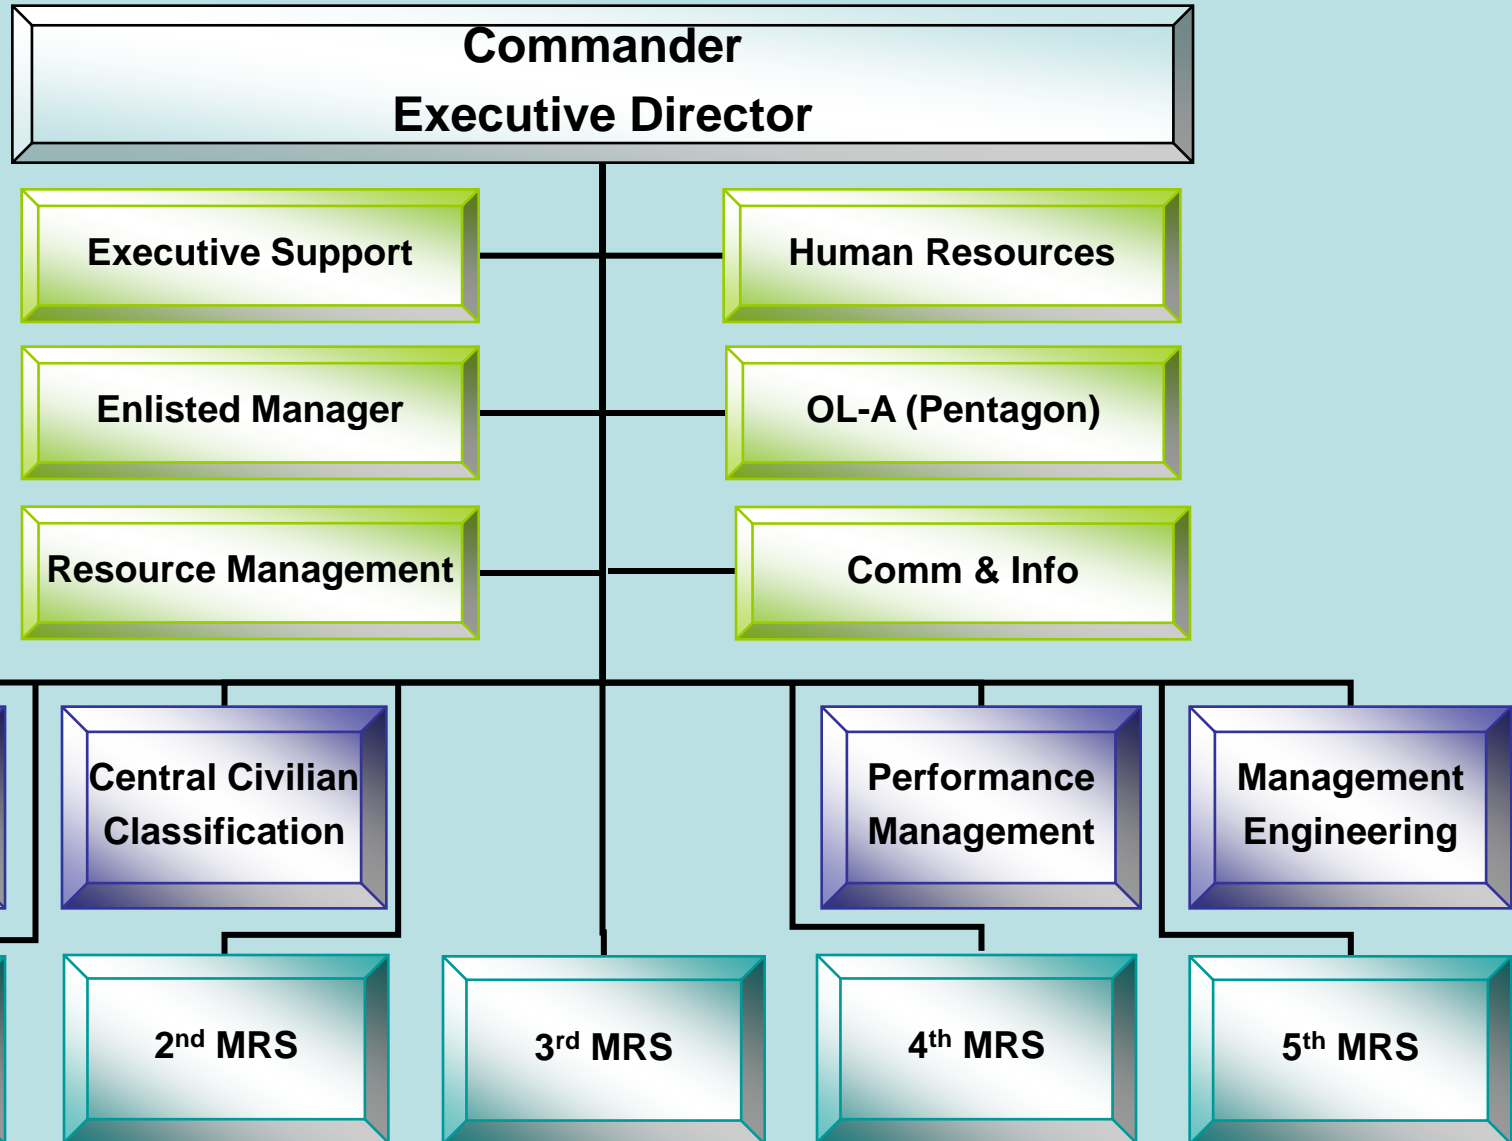 Commander
Executive Director
Executive Support
Human Resources
Enlisted Manager
OL-A (Pentagon)
Resource Management
Comm & Info
Central Civilian
Classification
Performance
Management
Management
Engineering
2nd MRS
3rd MRS
4th MRS
5th MRS